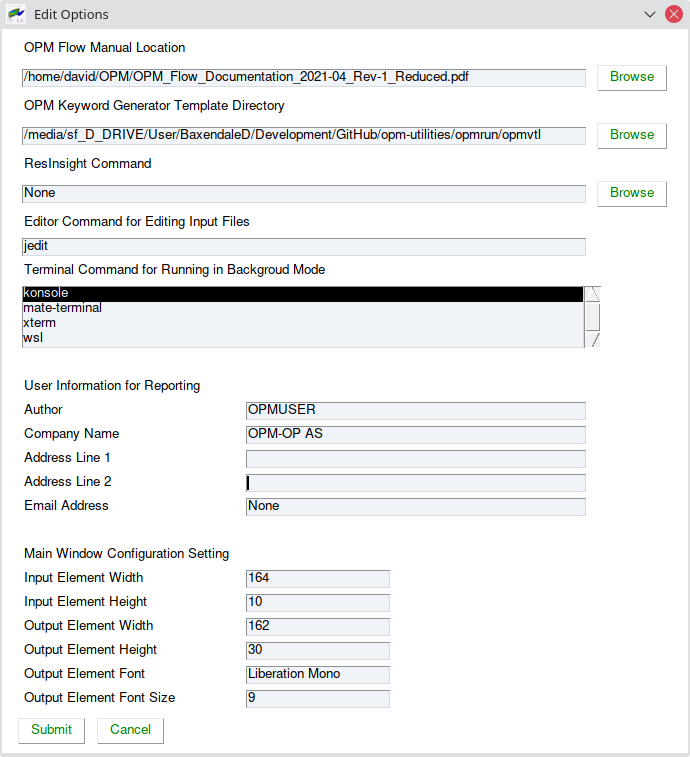 Edit Options
OPM Flow Manual Location
/home/david/OPM/OPM_Flow_Documentation_2021-04_Rev-1_Reduced.pdf Browse
OPM Keyword Generator Template Directory
/media/sf_D_DRIVE/User/BaxendaleD/Development/GitHub/opm-utilities/opmrun/opmvtl Browse
ResInsight Command
None Browse
Editor Command for Editing Input Files
jedit
Terminal Command for Running in Backgroud Mode
konsole
mate-terminal
xterm
wsl
User Information for Reporting
Author OPMUSER
Company Name OPM-OP AS
Address Line 1
Address Line 2
Email Address None
Main Window Configuration Setting
Input Element Width 164
Input Element Height 10
Output Element Width 162
Output Element Height 30
Output Element Font Liberation Mono
Output Element Font Size 9
Submit Cancel